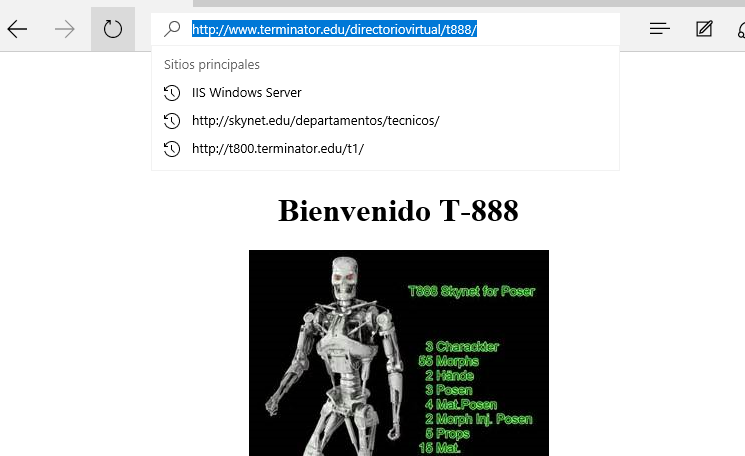 http://www.terminator.edu/directoriovirtual/t888/
Sitios principales
IIS Windows Server
http://skynet.edu/departamentos/tecnicos/
http://t800.terminator.edu/t1/
Bienvenido T-888
T888 Skynet for Poser
3 Charackter
55 Morphs
2 Hände
3 Posen
4 Mat.Posen
2 Morph Inj. Posen
5 Props
15 Mat.